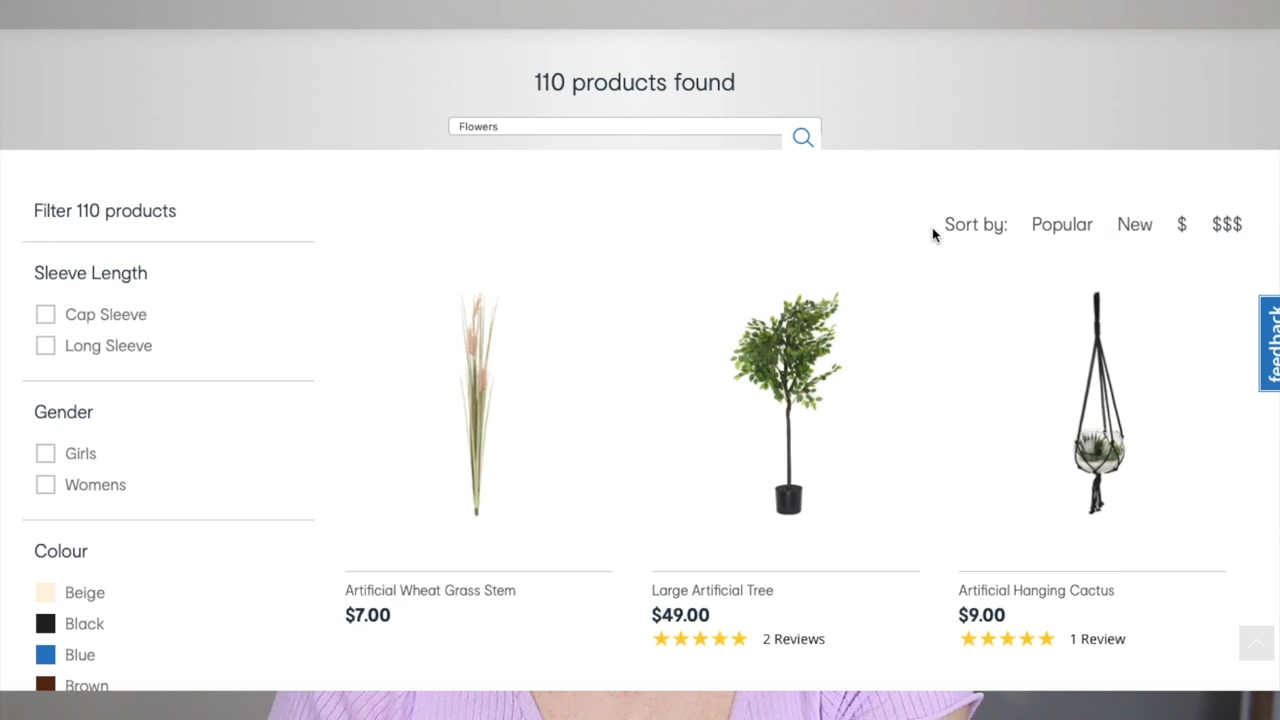 110 products found
Flowers
Filter 110 products
Sort by: Popular New $ $$$
Sleeve Length
Cap Sleeve
Long Sleeve
Gender
Girls
Womens
Colour
Beige
Black
Blue
Brown
feedback
Artificial Wheat Grass Stem
$7.00
Large Artificial Tree
$49.00
2 Reviews
Artificial Hanging Cactus
$9.00
1 Review